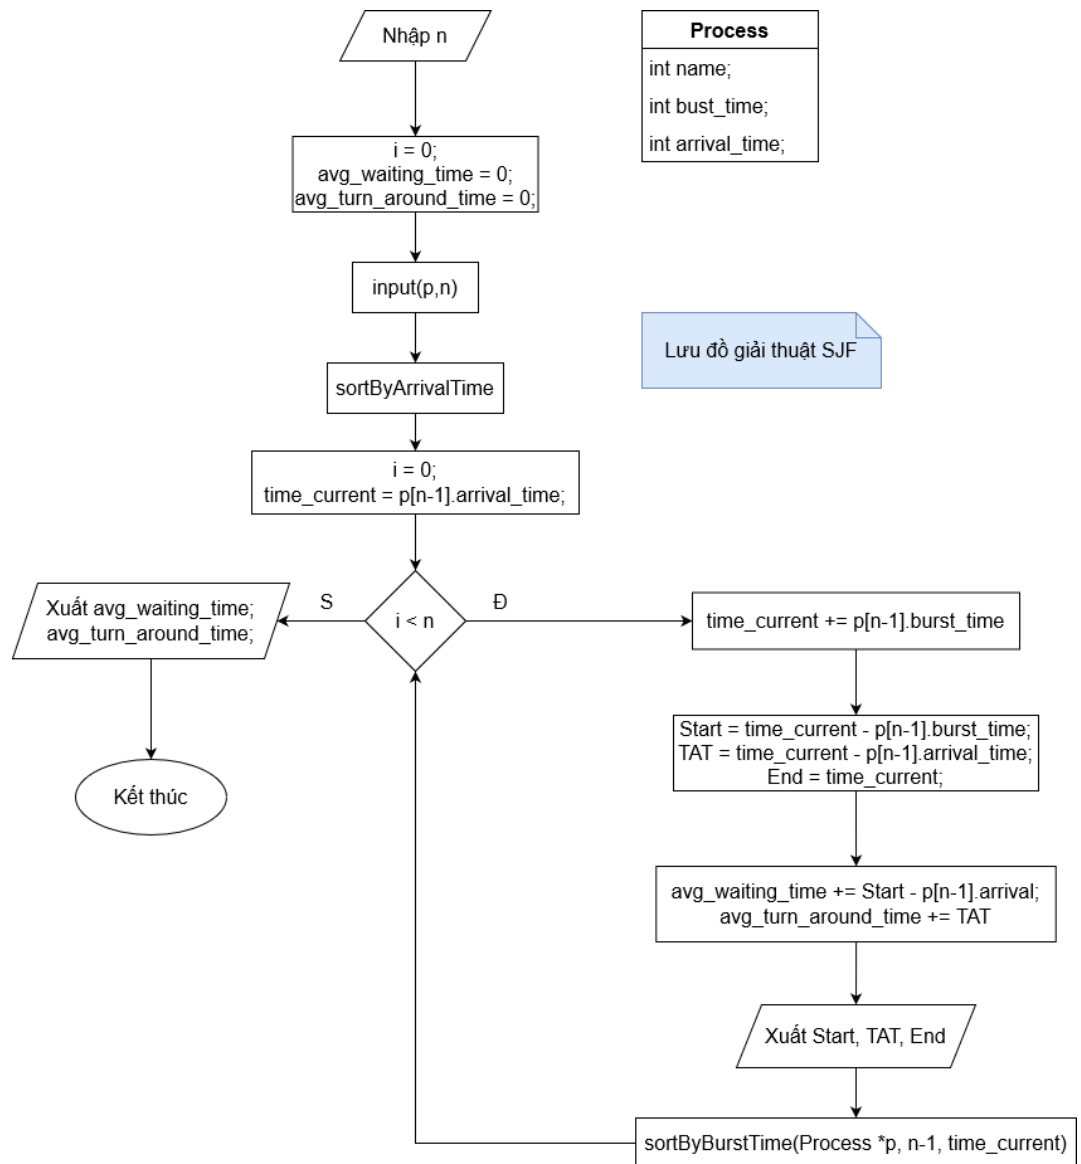 Nhập n
Process
int name;
int bust_time;
int arrival_time;
i = 0;
avg_waiting_time = 0;
avg_turn_around_time = 0;
input(p,n)
Lưu đồ giải thuật SJF
sortByArrivalTime
i = 0;
time_current = p[n-1].arrival_time;
i < n
S
Đ
Xuất avg_waiting_time;
avg_turn_around_time;
Kết thúc
time_current += p[n-1].burst_time
Start = time_current - p[n-1].burst_time;
TAT = time_current - p[n-1].arrival_time;
End = time_current;
avg_waiting_time += Start - p[n-1].arrival;
avg_turn_around_time += TAT
Xuất Start, TAT, End
sortByBurstTime(Process *p, n-1, time_current)